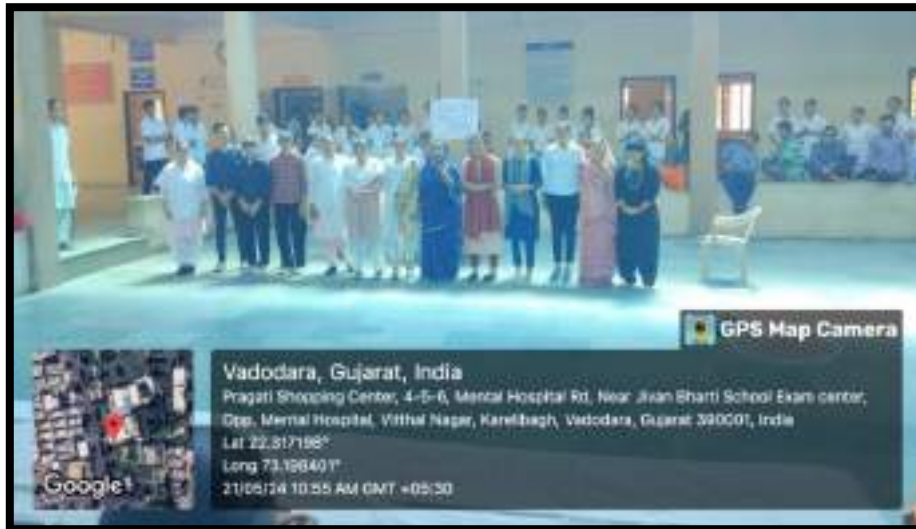 GPS Map Camera
Vadodara, Gujarat, India
Pragati Shopping Center, 4-5-6, Mental Hospital Rd, Near Jivan Bharti School Exam center,
Opp. Mental Hospital, Vitthal Nagar, Karelibagh, Vadodara, Gujarat 390001, India
Lat 22.317198°
Long 73.198401°
21/05/24 10:55 AM GMT +05:30
Google